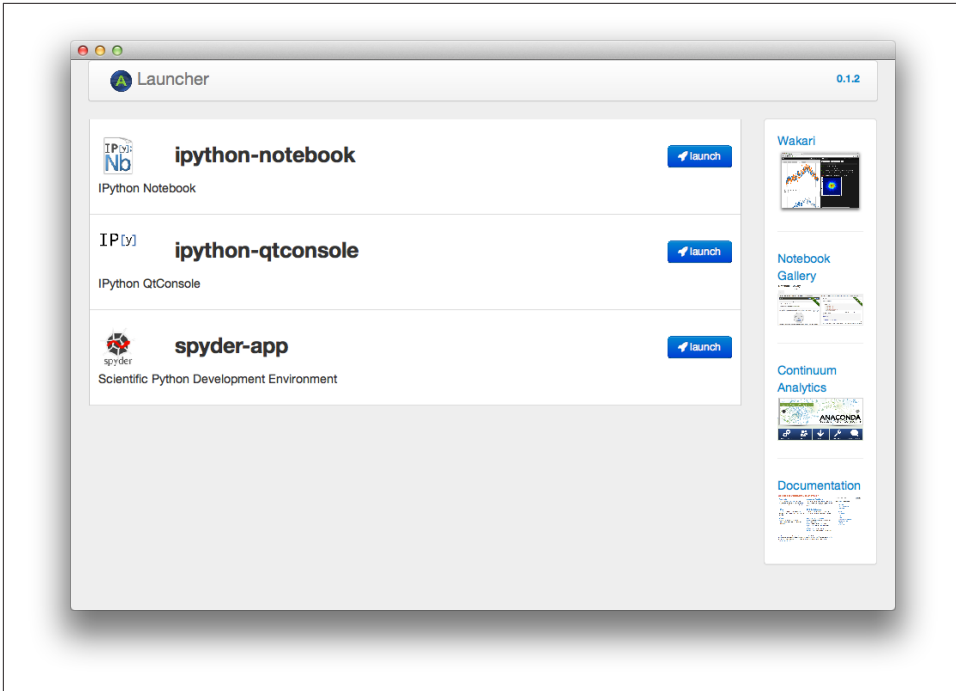 Launcher
0.1.2
IP[y]:
Nb
ipython-notebook
launch
IPython Notebook
IP[y]
ipython-qtconsole
launch
IPython QtConsole
spyder
spyder-app
launch
Scientific Python Development Environment
Wakari
Notebook
Gallery
Continuum
Analytics
ANACONDA
Documentation